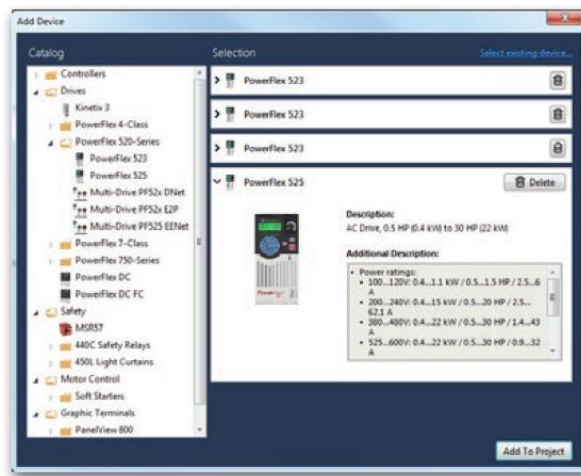 Add Device
Catalog
Controllers
Drives
Kinetix 3
PowerFlex 4-Class
PowerFlex 520-Series
PowerFlex 523
PowerFlex 525
Multi-Drive PF52x DNet
Multi-Drive PF52x E2P
Multi-Drive PF525 EENet
PowerFlex 7-Class
PowerFlex 750-Series
PowerFlex DC
PowerFlex DC FC
Safety
MSR57
440C Safety Relays
450L Light Curtains
Motor Control
Soft Starters
Graphic Terminals
PanelView 800
Selection
Select existing device...
PowerFlex 523
PowerFlex 523
PowerFlex 523
PowerFlex 525
Delete
Description:
AC Drive, 0.5 HP (0.4 kW) to 30 HP (22 kW)
Additional Description:
• Power ratings:
• 100...120V: 0.4...1.1 kW / 0.5...1.5 HP / 2.5...6
A
• 200...240V: 0.4...15 kW / 0.5...20 HP / 2.5...
62.1 A
• 380...480V: 0.4...22 kW / 0.5...30 HP / 1.4...43
A
• 525...600V: 0.4...22 kW / 0.5...30 HP / 0.9...32
A
Add To Project